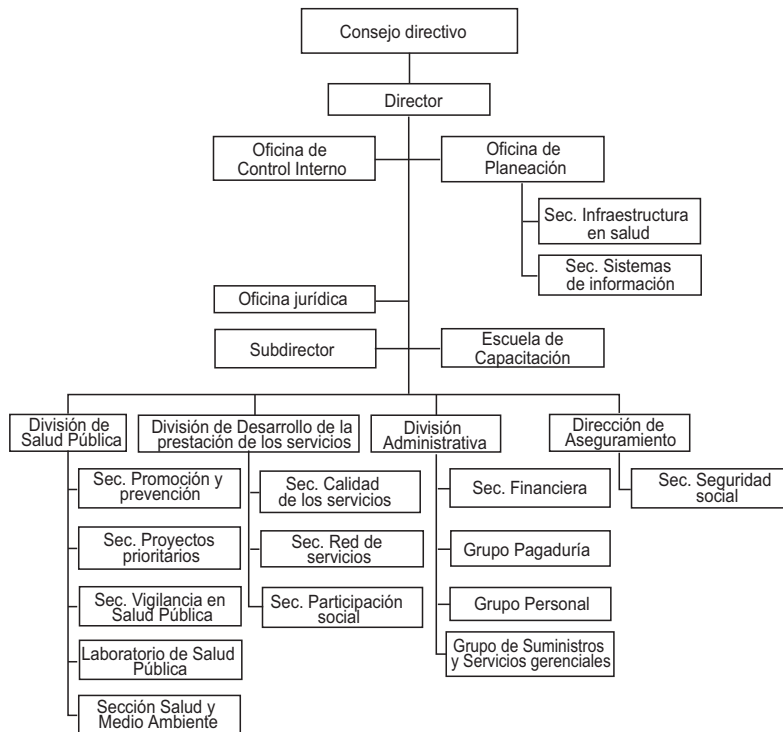 Consejo directivo
Director
Oficina de
Control Interno
Oficina de
Planeación
Sec. Infraestructura
en salud
Sec. Sistemas
de información
Oficina jurídica
Subdirector
Escuela de
Capacitación
División de
Salud Pública
División de Desarrollo de la
prestación de los servicios
División
Administrativa
Dirección de
Aseguramiento
Sec. Promoción y
prevención
Sec. Proyectos
prioritarios
Sec. Vigilancia en
Salud Pública
Laboratorio de Salud
Pública
Sección Salud y
Medio Ambiente
Sec. Calidad
de los servicios
Sec. Red de
servicios
Sec. Participación
social
Sec. Financiera
Grupo Pagaduría
Grupo Personal
Grupo de Suministros
y Servicios gerenciales
Sec. Seguridad
social